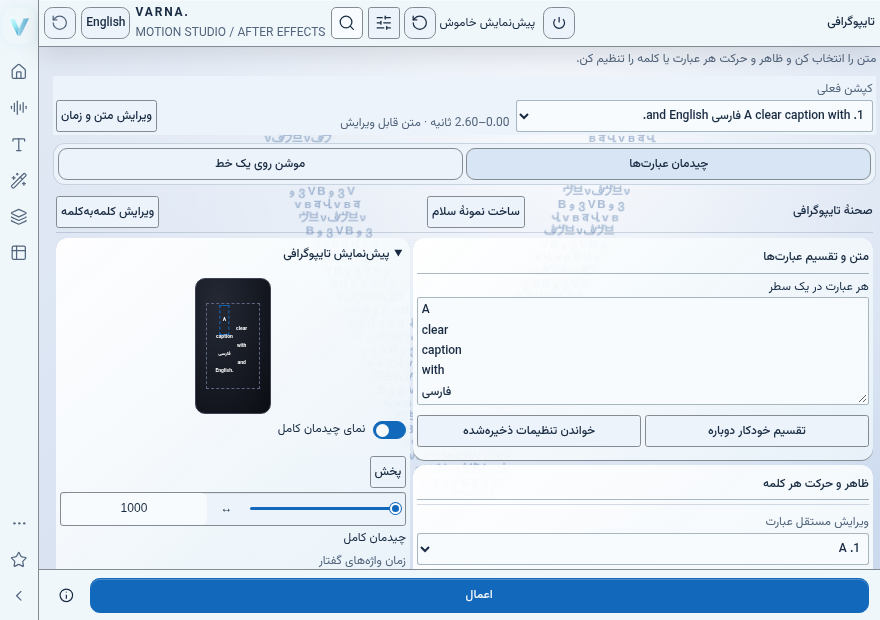 تایپوگرافی
پیش‌نمایش خاموش
VARNA.
MOTION STUDIO / AFTER EFFECTS
English
متن را انتخاب کن و ظاهر و حرکت هر عبارت یا کلمه را تنظیم کن.
کپشن فعلی
1. A clear caption with فارسی and English.
0.00–2.60 ثانیه · متن قابل ویرایش
ویرایش متن و زمان
چیدمان عبارت‌ها
موشن روی یک خط
صحنهٔ تایپوگرافی
ساخت نمونهٔ سلام
ویرایش کلمه‌به‌کلمه
متن و تقسیم عبارت‌ها
هر عبارت در یک سطر
A
clear
caption
with
فارسی
تقسیم خودکار دوباره
خواندن تنظیمات ذخیره‌شده
ظاهر و حرکت هر کلمه
ویرایش مستقل عبارت
1. A
▼ پیش‌نمایش تایپوگرافی
A
clear
caption
with
فارسی
and
English.
نمای چیدمان کامل
پخش
1000
چیدمان کامل
زمان واژه‌های گفتار
اعمال